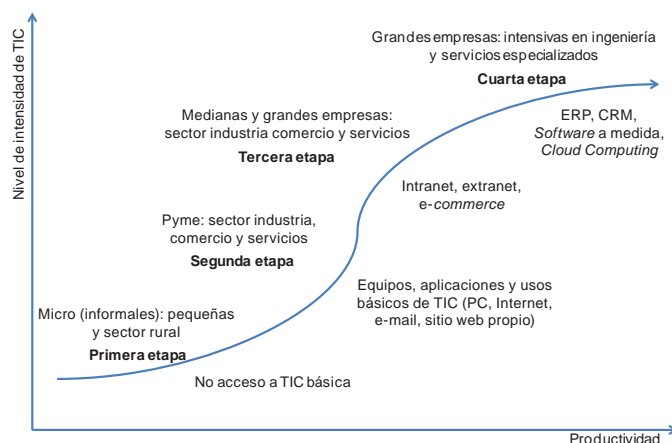 Nivel de intensidad de TIC
Grandes empresas: intensivas en ingeniería
y servicios especializados
Cuarta etapa
ERP, CRM,
Software a medida,
Cloud Computing
Medianas y grandes empresas:
sector industria comercio y servicios
Tercera etapa
Intranet, extranet,
e-commerce
Pyme: sector industria,
comercio y servicios
Segunda etapa
Equipos, aplicaciones y usos
básicos de TIC (PC, Internet,
e-mail, sitio web propio)
Micro (informales): pequeñas
y sector rural
Primera etapa
No acceso a TIC básica
Productividad